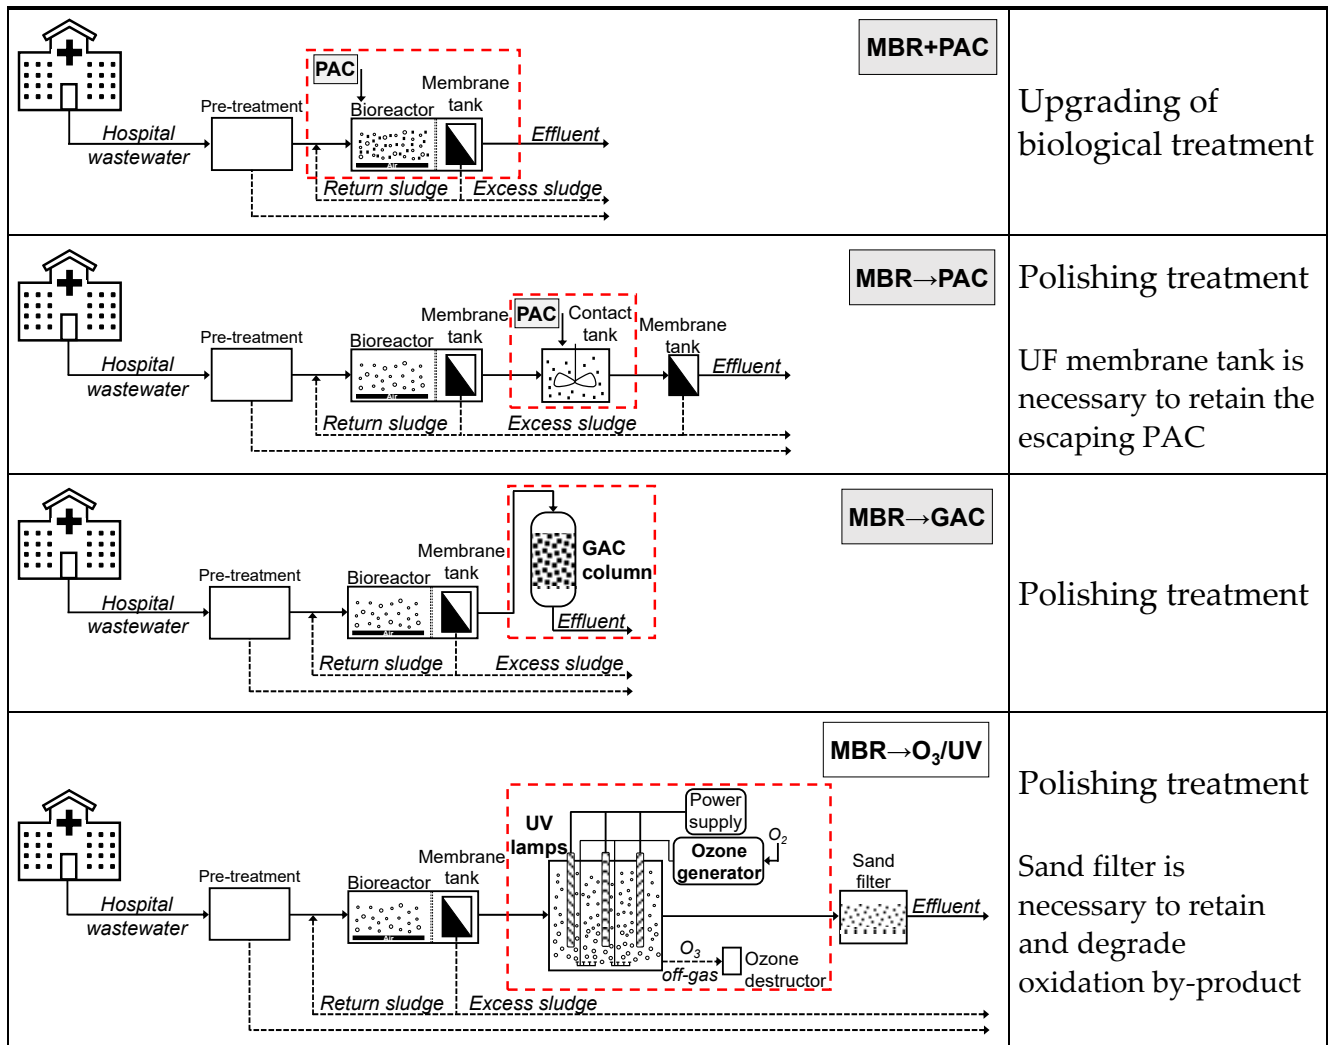 MBR+PAC
PAC
Membrane
tank
Pre-treatment
Bioreactor
Hospital
wastewater
Air
Effluent
Return sludge
Excess sludge
Upgrading of
biological treatment
MBR→PAC
PAC
Contact
tank
Membrane
tank
Membrane
tank
Pre-treatment
Bioreactor
Hospital
wastewater
Air
Effluent
Return sludge
Excess sludge
Polishing treatment
UF membrane tank is
necessary to retain the
escaping PAC
MBR→GAC
GAC
column
Membrane
tank
Pre-treatment
Bioreactor
Hospital
wastewater
Air
Effluent
Return sludge
Excess sludge
Polishing treatment
MBR→O₃/UV
Power
supply
UV
lamps
O₂
Ozone
generator
Membrane
tank
Sand
filter
Pre-treatment
Bioreactor
Hospital
wastewater
Air
Effluent
O₃
off-gas
Ozone
destructor
Return sludge
Excess sludge
Polishing treatment
Sand filter is
necessary to retain
and degrade
oxidation by-product